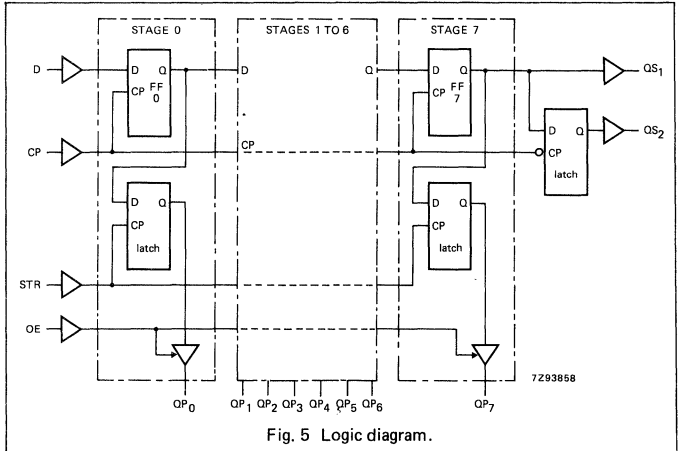 STAGE 0 STAGES 1 TO 6 STAGE 7
D D Q FF 0 CP D Q D Q FF 7 CP QS1
D Q CP latch QS2
CP CP
D Q CP latch D Q CP latch
STR
OE
7Z93858
QP0 QP1 QP2 QP3 QP4 QP5 QP6 QP7
Fig. 5 Logic diagram.